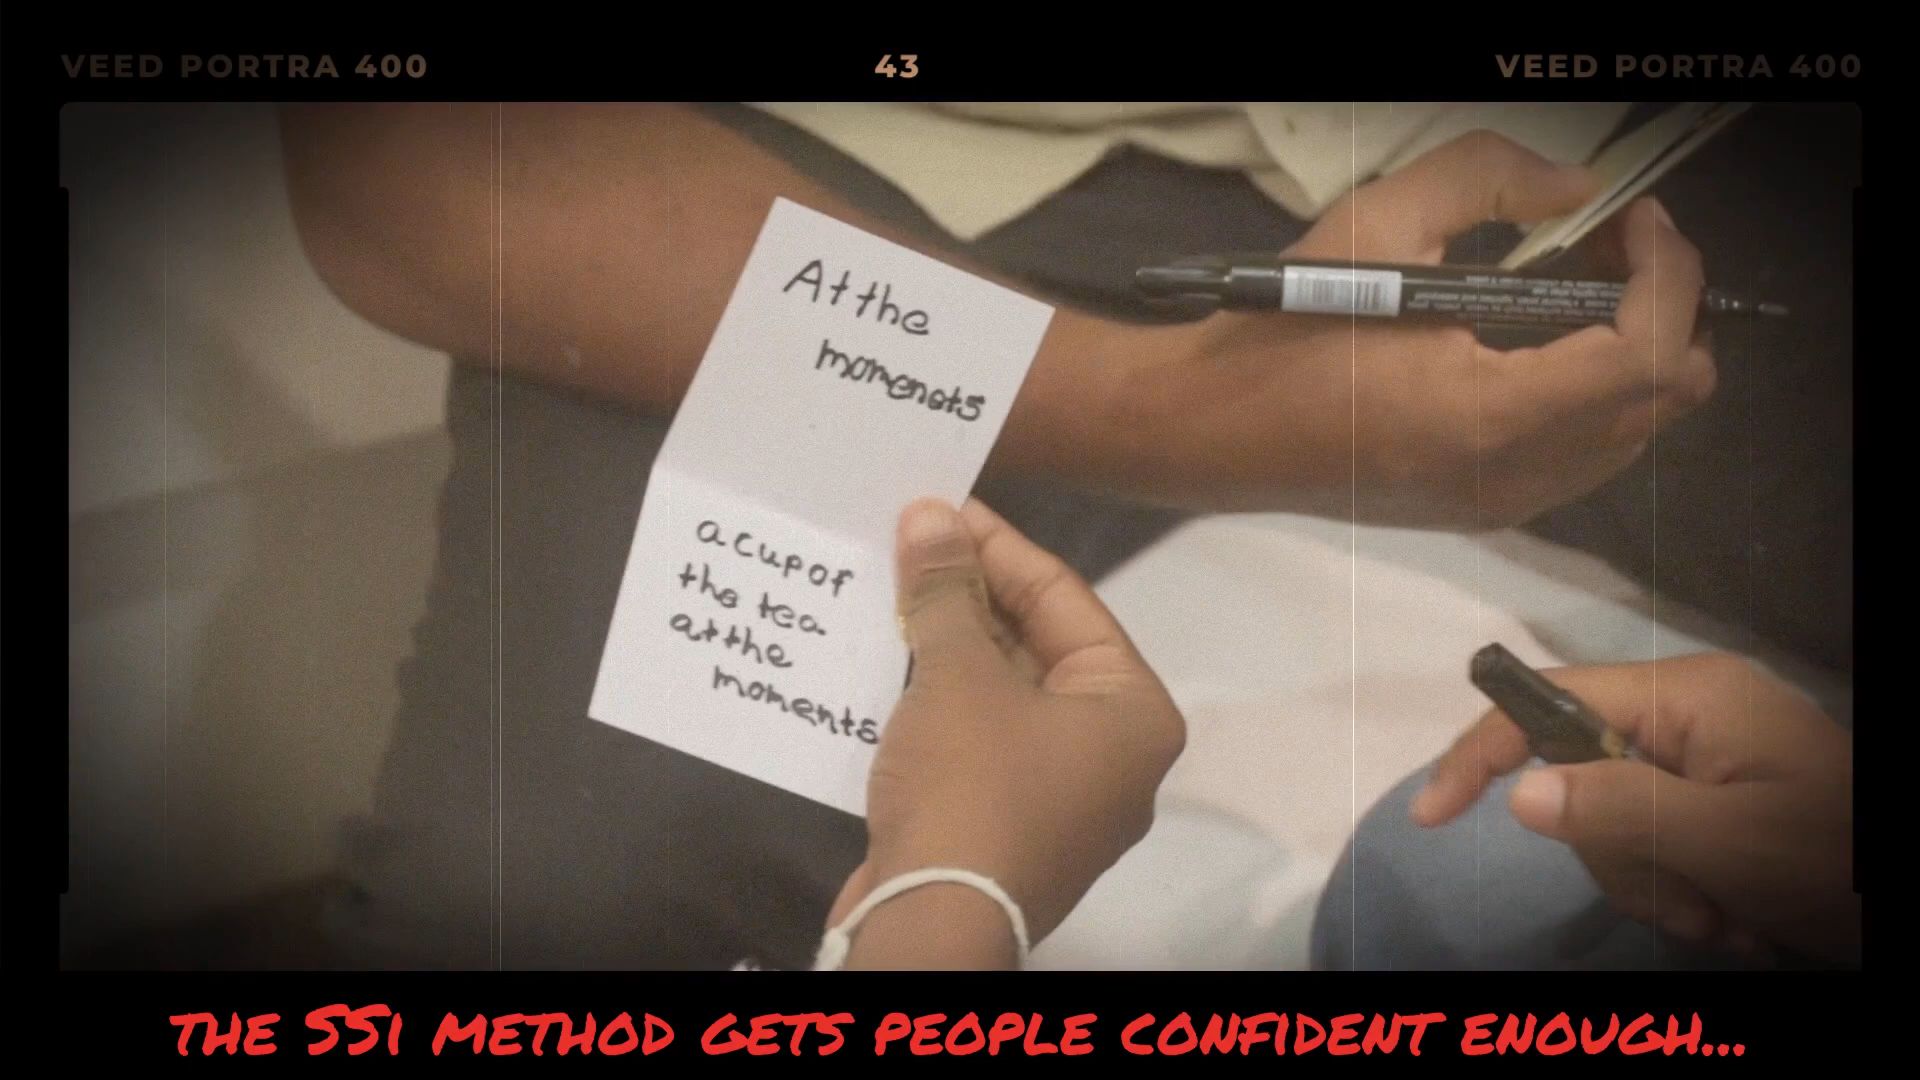 VEED PORTRA 400 43 VEED PORTRA 400
At the
momenots
a cup of
the tea
at the
moments
THE SSi METHOD GETS PEOPLE CONFIDENT ENOUGH...